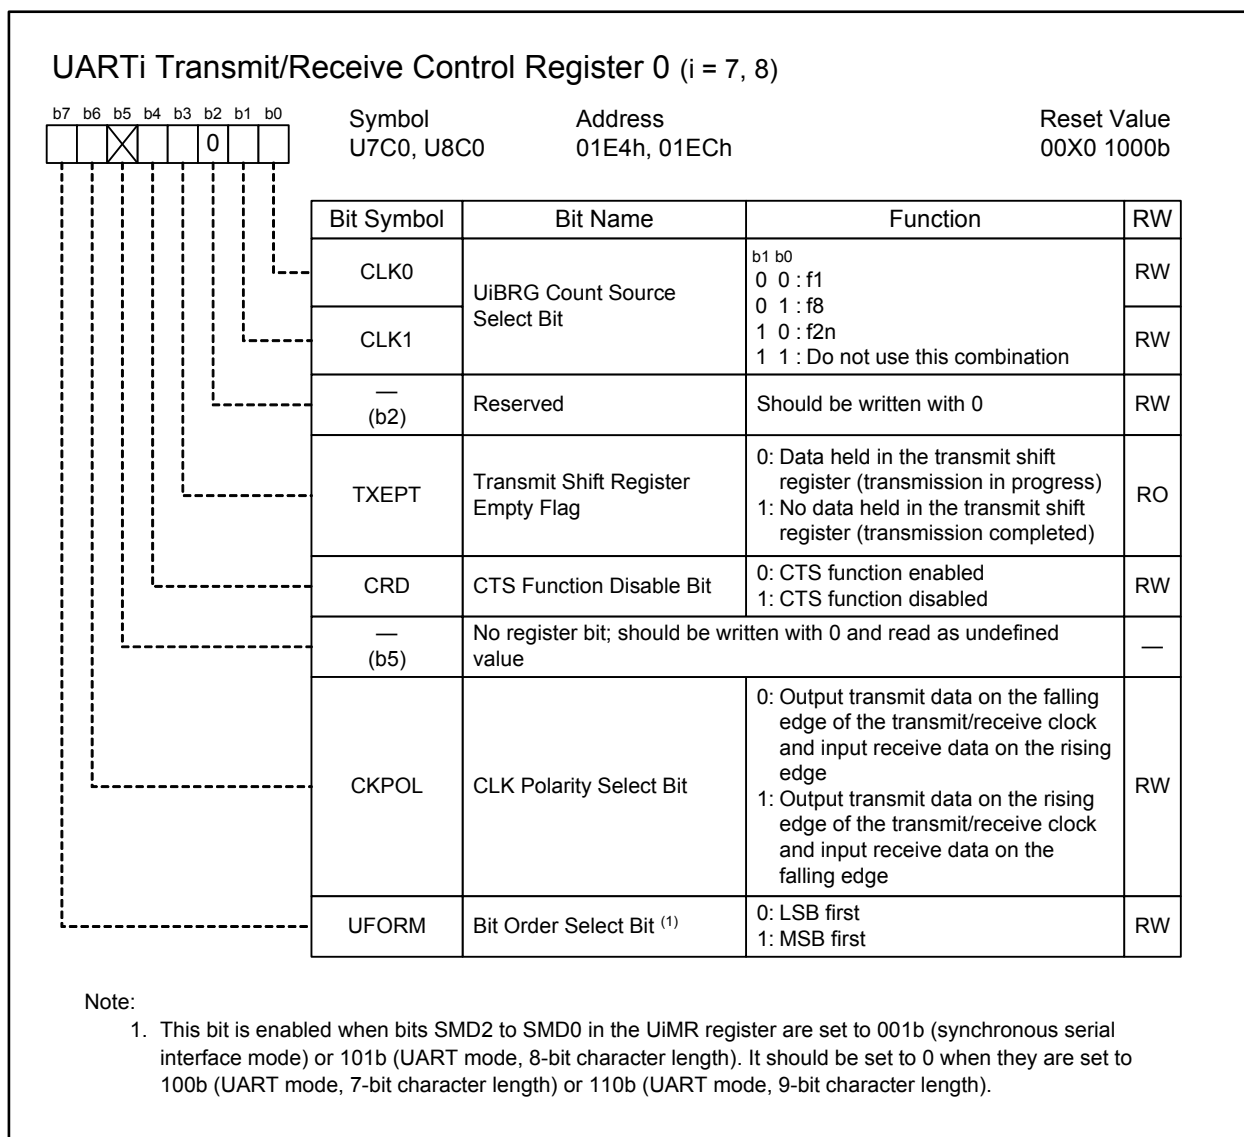 UARTi Transmit/Receive Control Register 0 (i = 7, 8)
b7 b6 b5 b4 b3 b2 b1 b0
0
Symbol Address Reset Value
U7C0, U8C0 01E4h, 01ECh 00X0 1000b
Bit Symbol Bit Name Function RW
CLK0
UiBRG Count Source
Select Bit
b1 b0
0 0 : f1
0 1 : f8
1 0 : f2n
1 1 : Do not use this combination
RW
CLK1
RW
—
(b2)
Reserved
Should be written with 0
RW
TXEPT
Transmit Shift Register
Empty Flag
0: Data held in the transmit shift
register (transmission in progress)
1: No data held in the transmit shift
register (transmission completed)
RO
CRD
CTS Function Disable Bit
0: CTS function enabled
1: CTS function disabled
RW
—
(b5)
No register bit; should be written with 0 and read as undefined
value
—
CKPOL
CLK Polarity Select Bit
0: Output transmit data on the falling
edge of the transmit/receive clock
and input receive data on the rising
edge
1: Output transmit data on the rising
edge of the transmit/receive clock
and input receive data on the
falling edge
RW
UFORM
Bit Order Select Bit (1)
0: LSB first
1: MSB first
RW
Note:
1. This bit is enabled when bits SMD2 to SMD0 in the UiMR register are set to 001b (synchronous serial
interface mode) or 101b (UART mode, 8-bit character length). It should be set to 0 when they are set to
100b (UART mode, 7-bit character length) or 110b (UART mode, 9-bit character length).